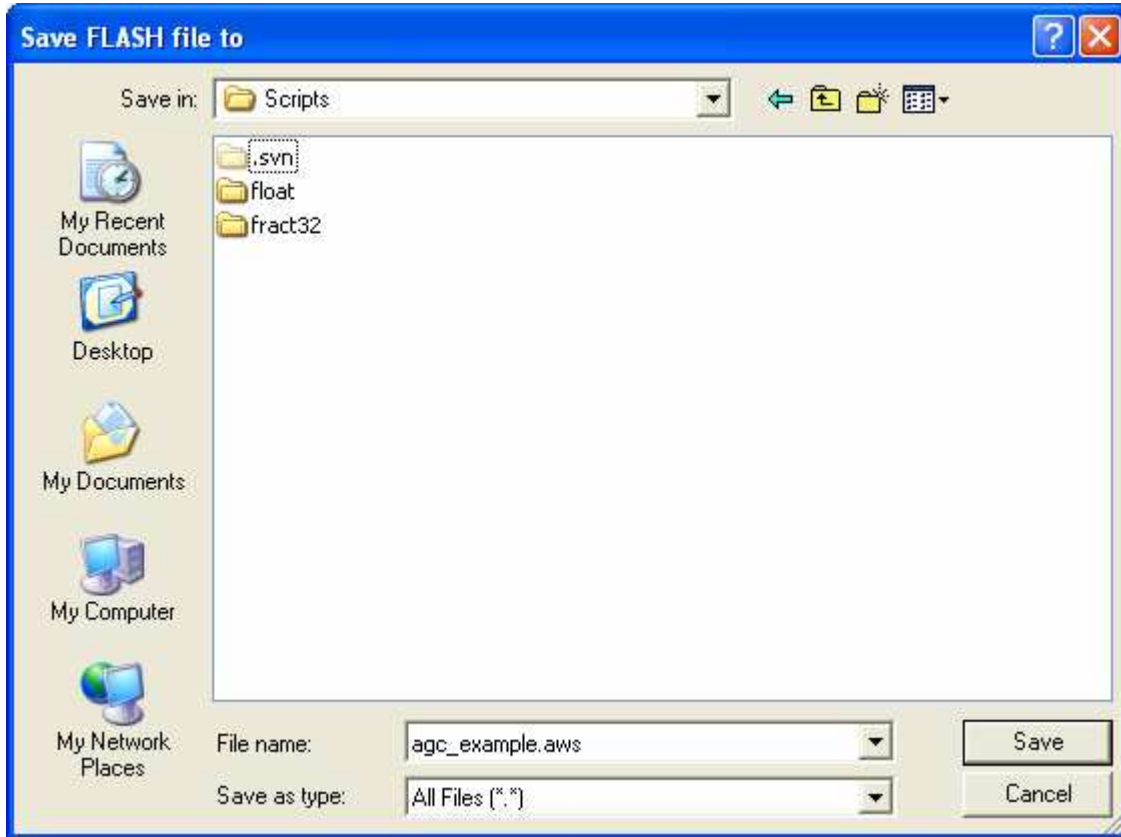 Save FLASH file to
Save in: Scripts
.svn
float
fract32
My Recent
Documents
Desktop
My Documents
My Computer
My Network
Places
File name: agc_example.aws Save
Save as type: All Files (*.*) Cancel